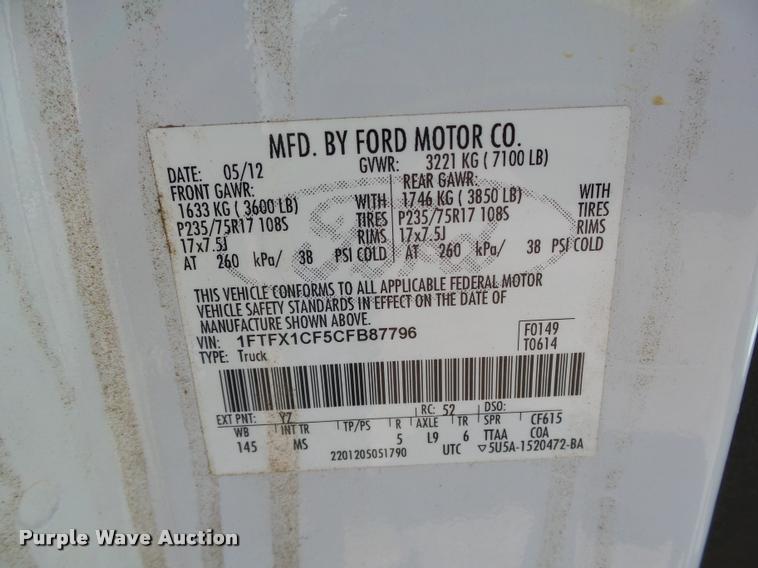 MFD. BY FORD MOTOR CO.
DATE: 05/12 GVWR: 3221 KG ( 7100 LB)
FRONT GAWR: REAR GAWR:
1633 KG ( 3600 LB) WITH 1746 KG ( 3850 LB) WITH
P235/75R17 108S TIRES P235/75R17 108S TIRES
17x7.5J RIMS 17x7.5J RIMS
AT 260 kPa/ 38 PSI COLD AT 260 kPa/ 38 PSI COLD
Ford
THIS VEHICLE CONFORMS TO ALL APPLICABLE FEDERAL MOTOR
VEHICLE SAFETY STANDARDS IN EFFECT ON THE DATE OF
MANUFACTURE SHOWN ABOVE.
VIN: 1FTFX1CF5CFB87796 F0149
TYPE: Truck T0614
EXT PNT: YZ RC: 52 DSO:
WB INT TR TP/PS R AXLE TR SPR CF615
145 MS 5 L9 6 TTAA COA
2201205051790 UTC ▽5U5A-1520472-BA
Purple Wave Auction